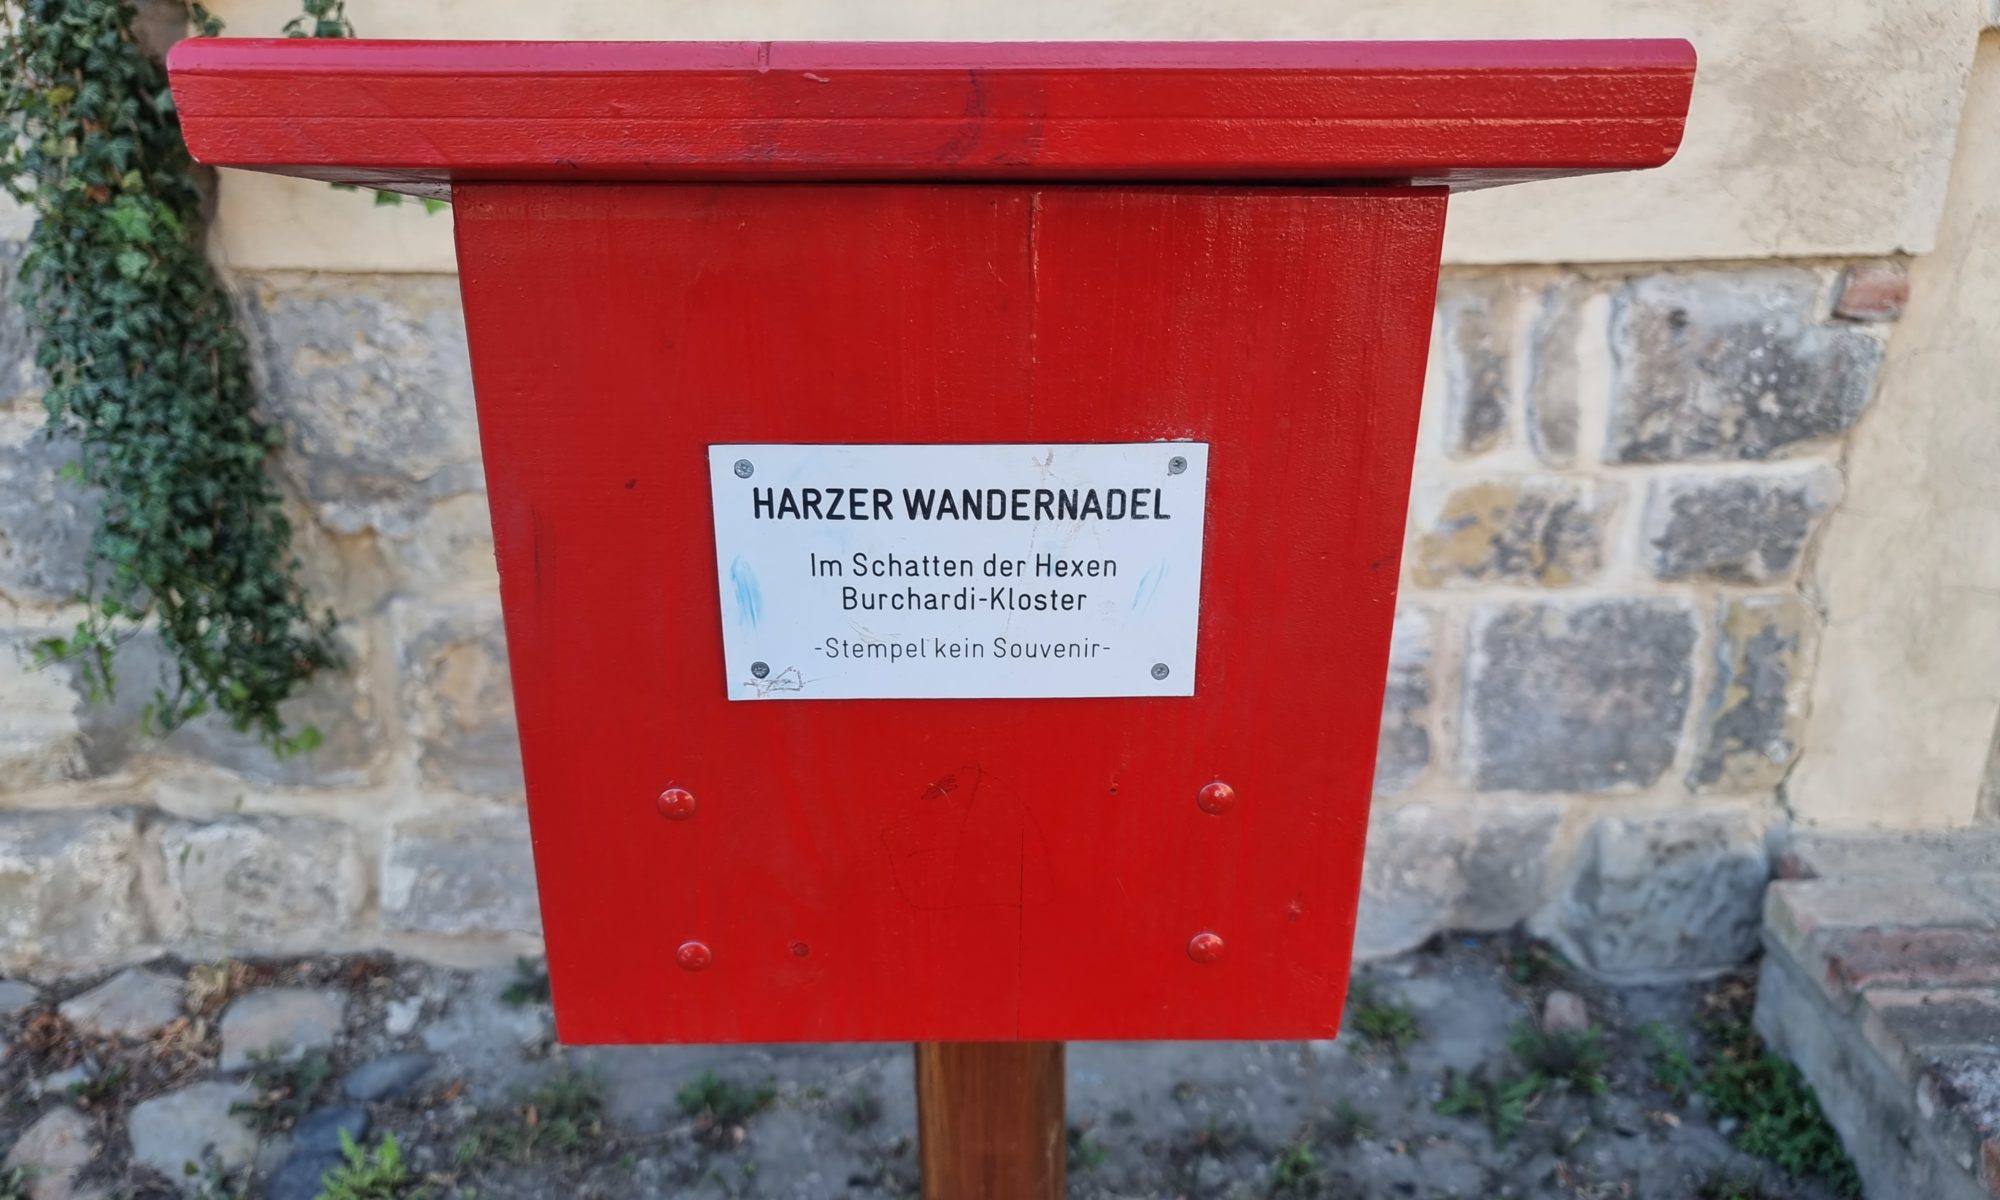 HARZER WANDERNADEL
Im Schatten der Hexen
Burchardi-Kloster
-Stempel kein Souvenir-